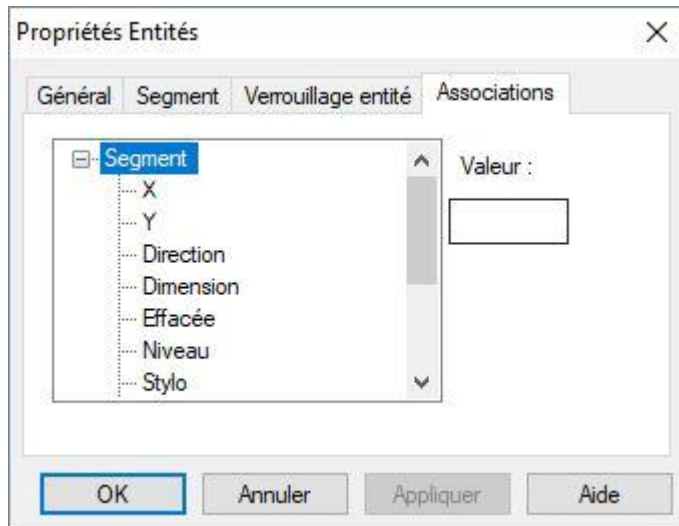 Propriétés Entités
Général Segment Verrouillage entité Associations
Segment
Valeur :
X
Y
Direction
Dimension
Effacée
Niveau
Stylo
OK Annuler Appliquer Aide